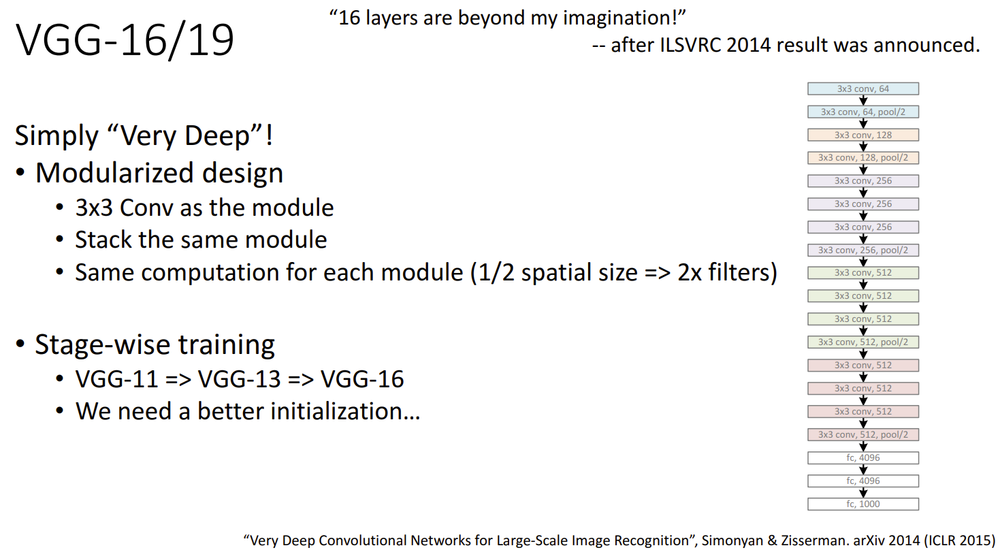 VGG-16/19
“16 layers are beyond my imagination!”
-- after ILSVRC 2014 result was announced.
Simply “Very Deep”!
• Modularized design
• 3x3 Conv as the module
• Stack the same module
• Same computation for each module (1/2 spatial size => 2x filters)
• Stage-wise training
• VGG-11 => VGG-13 => VGG-16
• We need a better initialization…
3x3 conv, 64
3x3 conv, 64, pool/2
3x3 conv, 128
3x3 conv, 128, pool/2
3x3 conv, 256
3x3 conv, 256
3x3 conv, 256
3x3 conv, 256, pool/2
3x3 conv, 512
3x3 conv, 512
3x3 conv, 512
3x3 conv, 512, pool/2
3x3 conv, 512
3x3 conv, 512
3x3 conv, 512
3x3 conv, 512, pool/2
fc, 4096
fc, 4096
fc, 1000
“Very Deep Convolutional Networks for Large-Scale Image Recognition”, Simonyan & Zisserman. arXiv 2014 (ICLR 2015)